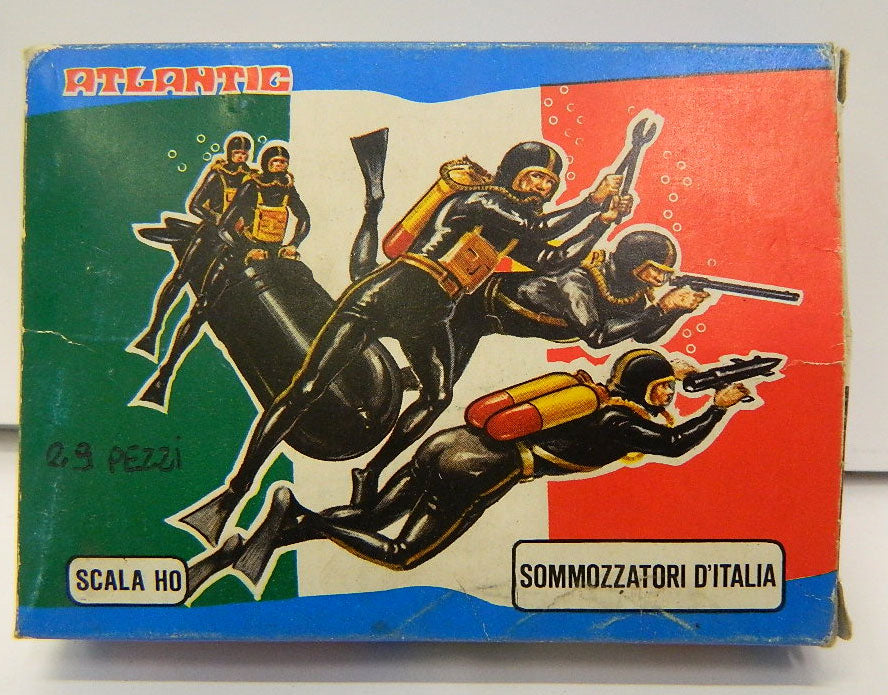 ATLANTIC
29 PEZZi
SCALA HO
SOMMOZZATORI D'ITALIA